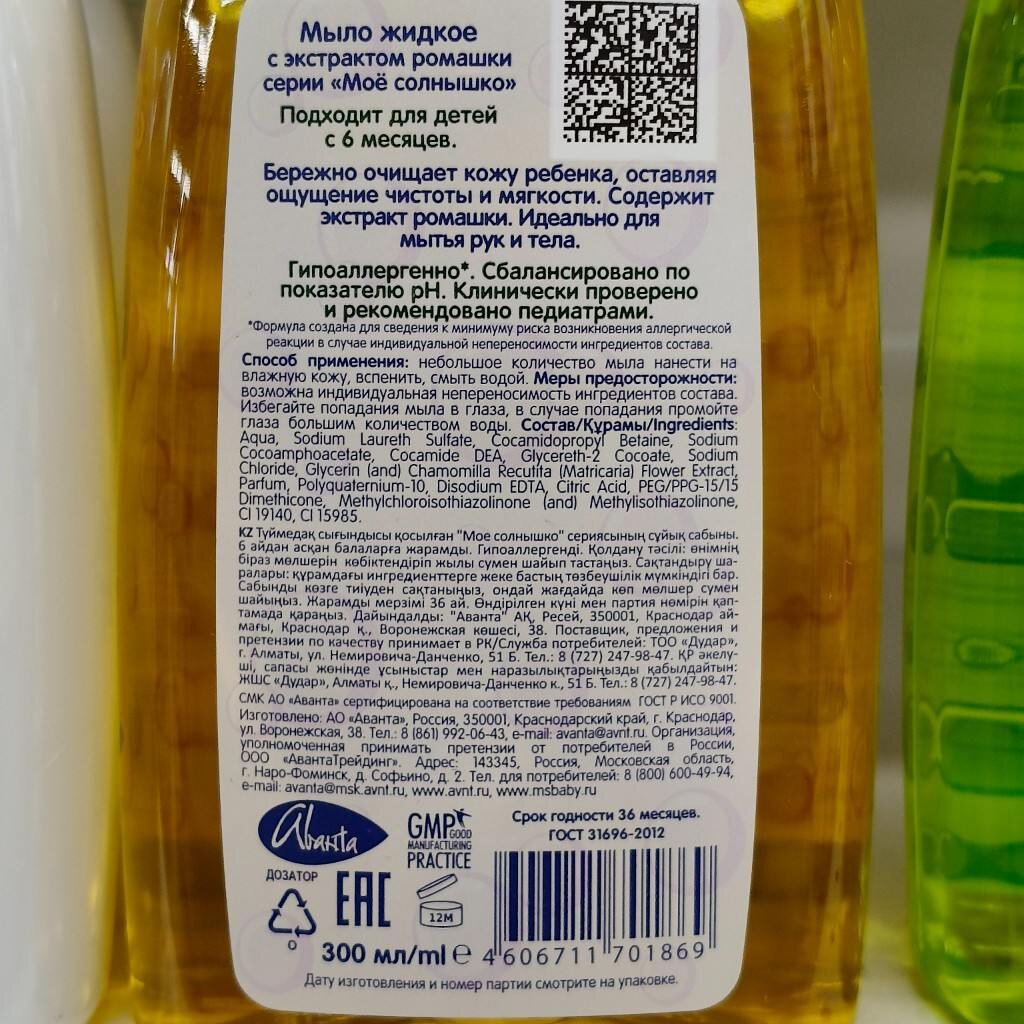 Мыло жидкое
с экстрактом ромашки
серии «Моё солнышко»
Подходит для детей
с 6 месяцев.
Бережно очищает кожу ребенка, оставляя
ощущение чистоты и мягкости. Содержит
экстракт ромашки. Идеально для
мытья рук и тела.
Гипоаллергенно*. Сбалансировано по
показателю pH. Клинически проверено
и рекомендовано педиатрами.
*Формула создана для сведения к минимуму риска возникновения аллергической
реакции в случае индивидуальной непереносимости ингредиентов состава.
Способ применения: небольшое количество мыла нанести на
влажную кожу, вспенить, смыть водой. Меры предосторожности:
возможна индивидуальная непереносимость ингредиентов состава.
Избегайте попадания мыла в глаза, в случае попадания промойте
глаза большим количеством воды. Состав/Құрамы/Ingredients:
Aqua, Sodium Laureth Sulfate, Cocamidopropyl Betaine, Sodium
Cocoamphoacetate, Cocamide DEA, Glycereth-2 Cocoate, Sodium
Chloride, Glycerin (and) Chamomilla Recutita (Matricaria) Flower Extract,
Parfum, Polyquaternium-10, Disodium EDTA, Citric Acid, PEG/PPG-15/15
Dimethicone, Methylchloroisothiazolinone (and) Methylisothiazolinone,
CI 19140, CI 15985.
KZ Түймедақ сығындысы қосылған "Мое солнышко" сериясының сұйық сабыны.
6 айдан асқан балаларға жарамды. Гипоаллергенді. Қолдану тәсілі: өнімнің
біраз мөлшерін көбіктендіріп жылы сумен шайып тастаңыз. Сақтандыру ша-
ралары: құрамдағы ингредиенттерге жеке бастың төзбеушілік мүмкіндігі бар.
Сабынды көзге тиюден сақтаныңыз, ондай жағдайда көп мөлшер сумен
шайыңыз. Жарамды мерзімі 36 ай. Өндірілген күні мен партия нөмірін қап-
тамада қараңыз. Дайындалды: "Аванта" АҚ, Ресей, 350001, Краснодар ай-
мағы, Краснодар қ., Воронежская көшесі, 38. Поставщик, предложения и
претензии по качеству принимает в РК/Служба потребителей: ТОО «Дудар»,
г. Алматы, ул. Немировича-Данченко, 51 Б. Тел.: 8 (727) 247-98-47. ҚР әкелу-
ші, сапасы жөнінде ұсыныстар мен наразылықтарыңызды қабылдайтын:
ЖШС «Дудар», Алматы қ., Немировича-Данченко к., 51 Б. Тел.: 8 (727) 247-98-47.
СМК АО «Аванта» сертифицирована на соответствие требованиям ГОСТ Р ИСО 9001.
Изготовлено: АО «Аванта», Россия, 350001, Краснодарский край, г. Краснодар,
ул. Воронежская, 38. Тел.: 8 (861) 992-06-43, e-mail: avanta@avnt.ru. Организация,
уполномоченная принимать претензии от потребителей в России,
ООО «АвантаТрейдинг». Адрес: 143345, Россия, Московская область,
г. Наро-Фоминск, д. Софьино, д. 2. Тел. для потребителей: 8 (800) 600-49-94,
e-mail: avanta@msk.avnt.ru, www.avnt.ru, www.msbaby.ru
Avanta
GMP GOOD
MANUFACTURING
PRACTICE
Срок годности 36 месяцев.
ГОСТ 31696-2012
ДОЗАТОР
EAC
12M
O
300 мл/ml e
4 606711 701869
Дату изготовления и номер партии смотрите на упаковке.